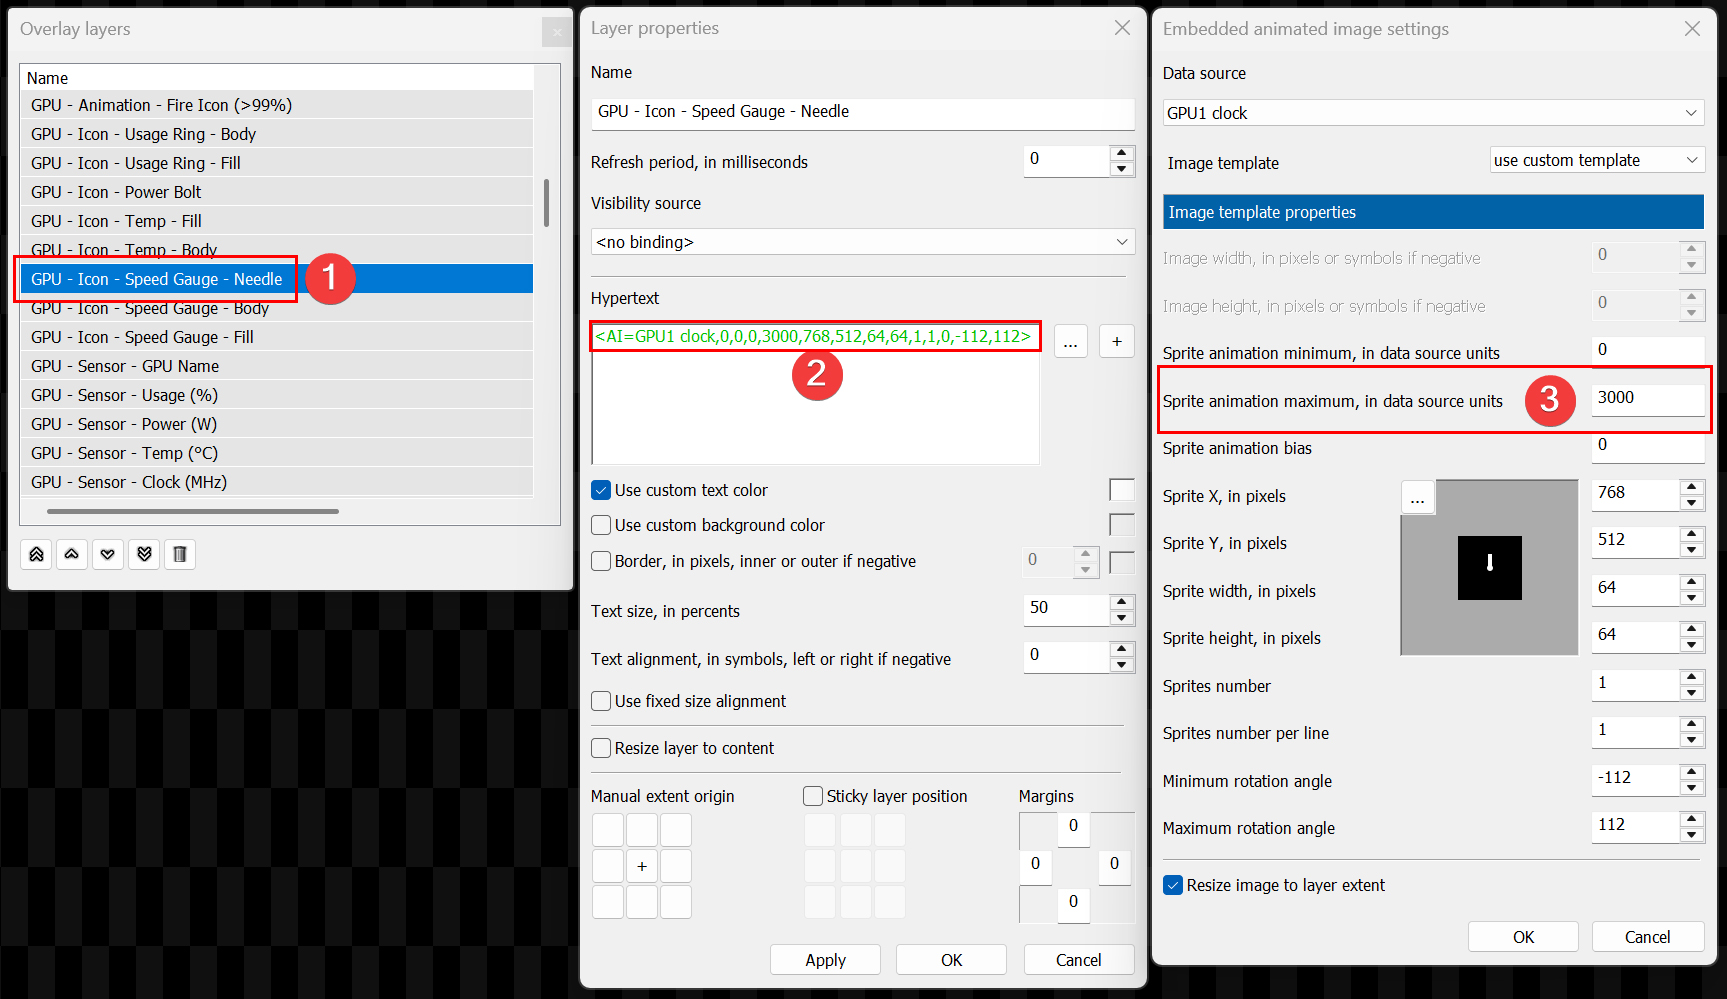 Overlay layers
Name
GPU - Animation - Fire Icon (>99%)
GPU - Icon - Usage Ring - Body
GPU - Icon - Usage Ring - Fill
GPU - Icon - Power Bolt
GPU - Icon - Temp - Fill
GPU - Icon - Temp - Body
GPU - Icon - Speed Gauge - Needle
1
GPU - Icon - Speed Gauge - Body
GPU - Icon - Speed Gauge - Fill
GPU - Sensor - GPU Name
GPU - Sensor - Usage (%)
GPU - Sensor - Power (W)
GPU - Sensor - Temp (°C)
GPU - Sensor - Clock (MHz)
Layer properties
Name
GPU - Icon - Speed Gauge - Needle
Refresh period, in milliseconds
0
Visibility source
<no binding>
Hypertext
<AI=GPU1 clock,0,0,0,3000,768,512,64,64,1,1,0,-112,112>
...
+
2
Use custom text color
Use custom background color
Border, in pixels, inner or outer if negative
0
Text size, in percents
50
Text alignment, in symbols, left or right if negative
0
Use fixed size alignment
Resize layer to content
Manual extent origin
+
Sticky layer position
Margins
0
0
0
0
Apply
OK
Cancel
Embedded animated image settings
Data source
GPU1 clock
Image template
use custom template
Image template properties
Image width, in pixels or symbols if negative
0
Image height, in pixels or symbols if negative
0
Sprite animation minimum, in data source units
0
Sprite animation maximum, in data source units
3
3000
Sprite animation bias
0
Sprite X, in pixels
...
768
Sprite Y, in pixels
512
Sprite width, in pixels
64
Sprite height, in pixels
64
Sprites number
1
Sprites number per line
1
Minimum rotation angle
-112
Maximum rotation angle
112
Resize image to layer extent
OK
Cancel